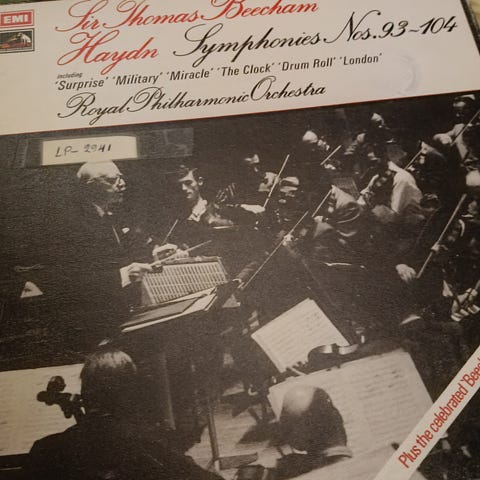 EMI
Sir Thomas Beecham
Haydn Symphonies Nos. 93-104
including
'Surprise' 'Military' 'Miracle' 'The Clock' 'Drum Roll' 'London'
Royal Philharmonic Orchestra
LP-2941
Plus the celebrated 'Beech